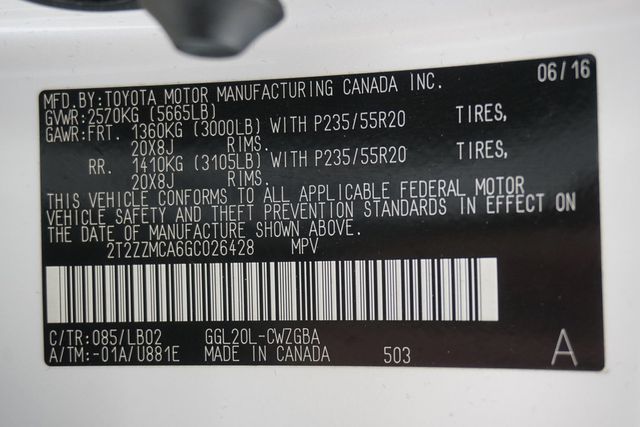 06/16
MFD.BY:TOYOTA MOTOR MANUFACTURING CANADA INC.
GVWR:2570KG (5665LB)
GAWR:FRT. 1360KG (3000LB) WITH P235/55R20 TIRES,
20X8J RIMS.
RR. 1410KG (3105LB) WITH P235/55R20 TIRES,
20X8J RIMS.
THIS VEHICLE CONFORMS TO ALL APPLICABLE FEDERAL MOTOR
VEHICLE SAFETY AND THEFT PREVENTION STANDARDS IN EFFECT ON
THE DATE OF MANUFACTURE SHOWN ABOVE.
2T2ZZMCA6GC026428 MPV
C/TR:085/LB02 GGL20L-CWZGBA
A/TM:-01A/U881E MADE IN CANADA 503 A